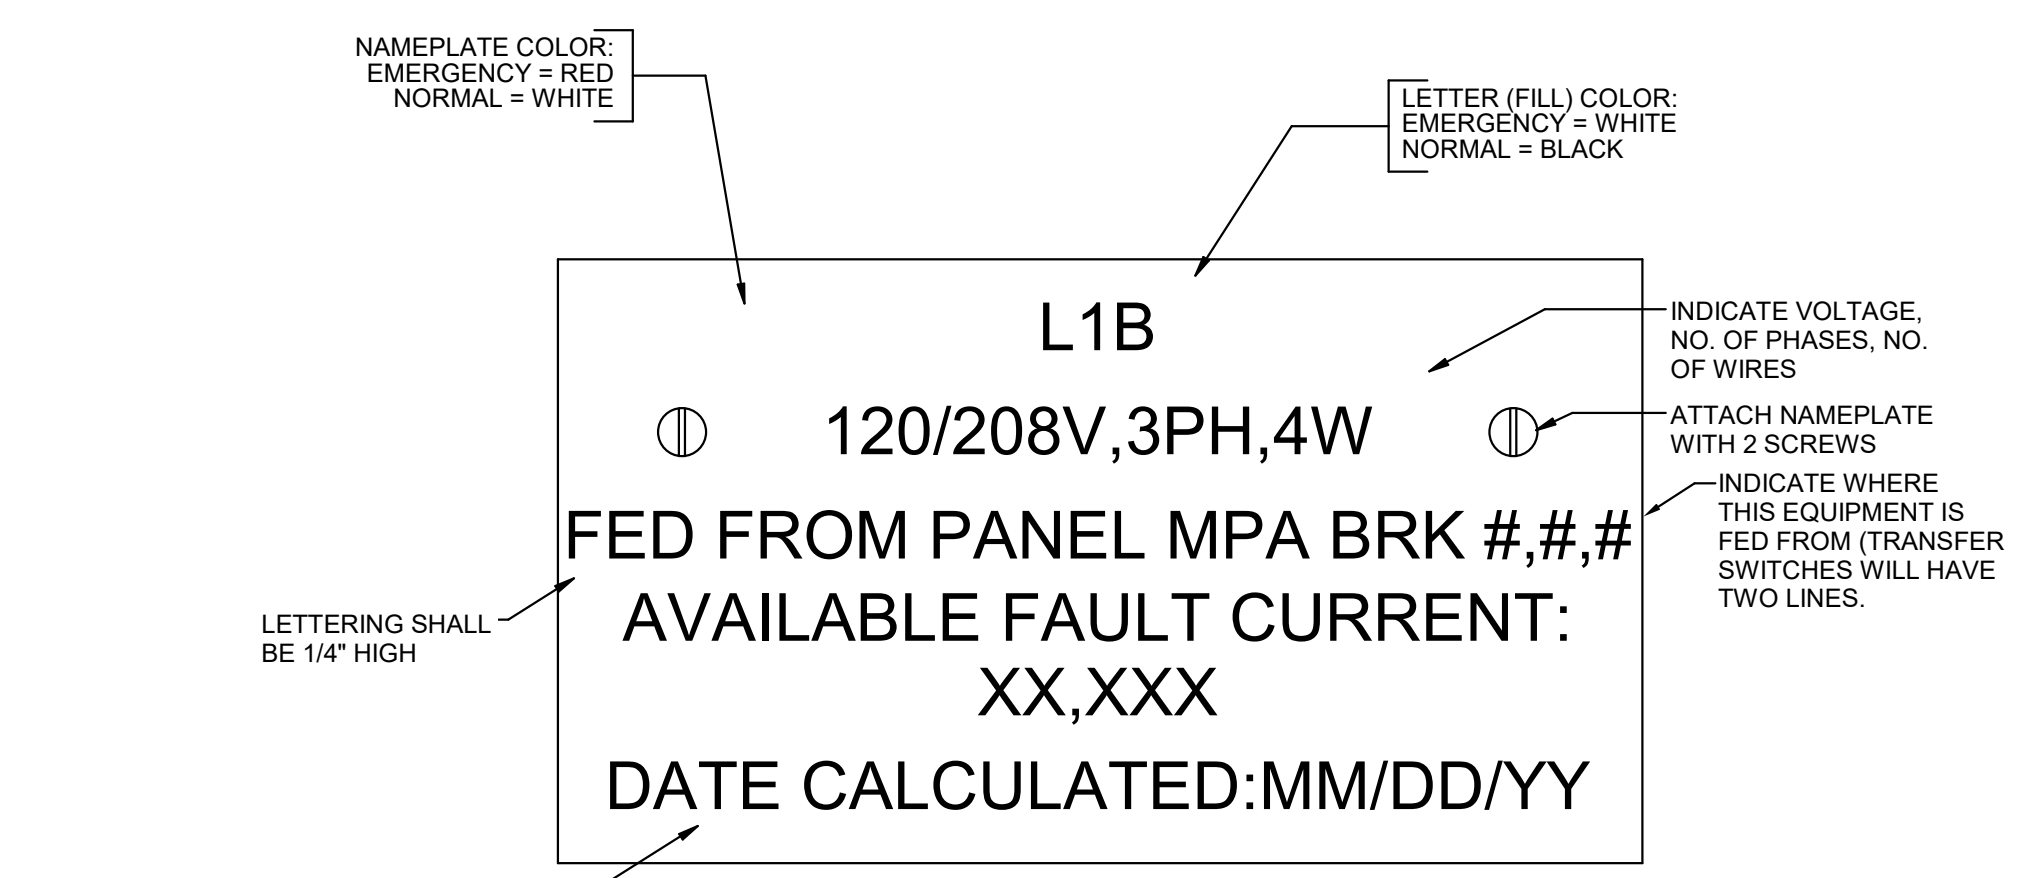 NAMEPLATE COLOR:
EMERGENCY = RED
NORMAL = WHITE
LETTER (FILL) COLOR:
EMERGENCY = WHITE
NORMAL = BLACK
L1B
120/208V,3PH,4W
FED FROM PANEL MPA BRK #,#,#
AVAILABLE FAULT CURRENT:
XX,XXX
DATE CALCULATED:MM/DD/YY
INDICATE VOLTAGE,
NO. OF PHASES, NO.
OF WIRES
ATTACH NAMEPLATE
WITH 2 SCREWS
INDICATE WHERE
THIS EQUIPMENT IS
FED FROM (TRANSFER
SWITCHES WILL HAVE
TWO LINES.
LETTERING SHALL
BE 1/4" HIGH